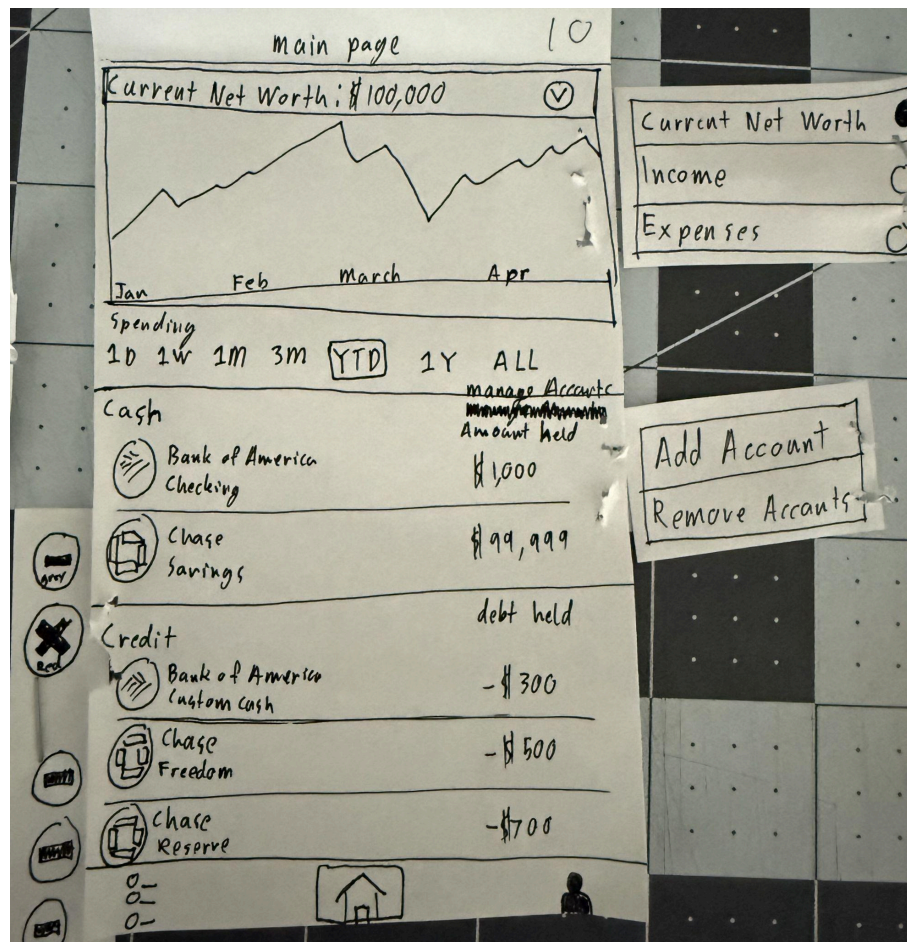 main page
10
Current Net Worth: $100,000
Jan Feb March Apr
Spending
1D 1W 1M 3M YTD 1Y ALL
manage Accounts
Cash
Amount held
Bank of America
Checking
$1,000
Chase
Savings
$99,999
Credit
debt held
Bank of America
Custom Cash
-$300
Chase
Freedom
-$500
Chase
Reserve
-$700
Current Net Worth
Income
Expenses
Add Account
Remove Accounts
grey
Red